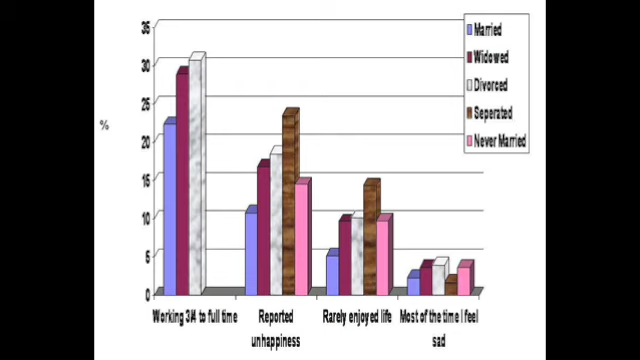 35
30
25
20
15
10
5
0
%
Married
Widowed
Divorced
Seperated
Never Married
Working 3/4 to full time
Reported
unhappiness
Rarely enjoyed life
Most of the time I feel
sad